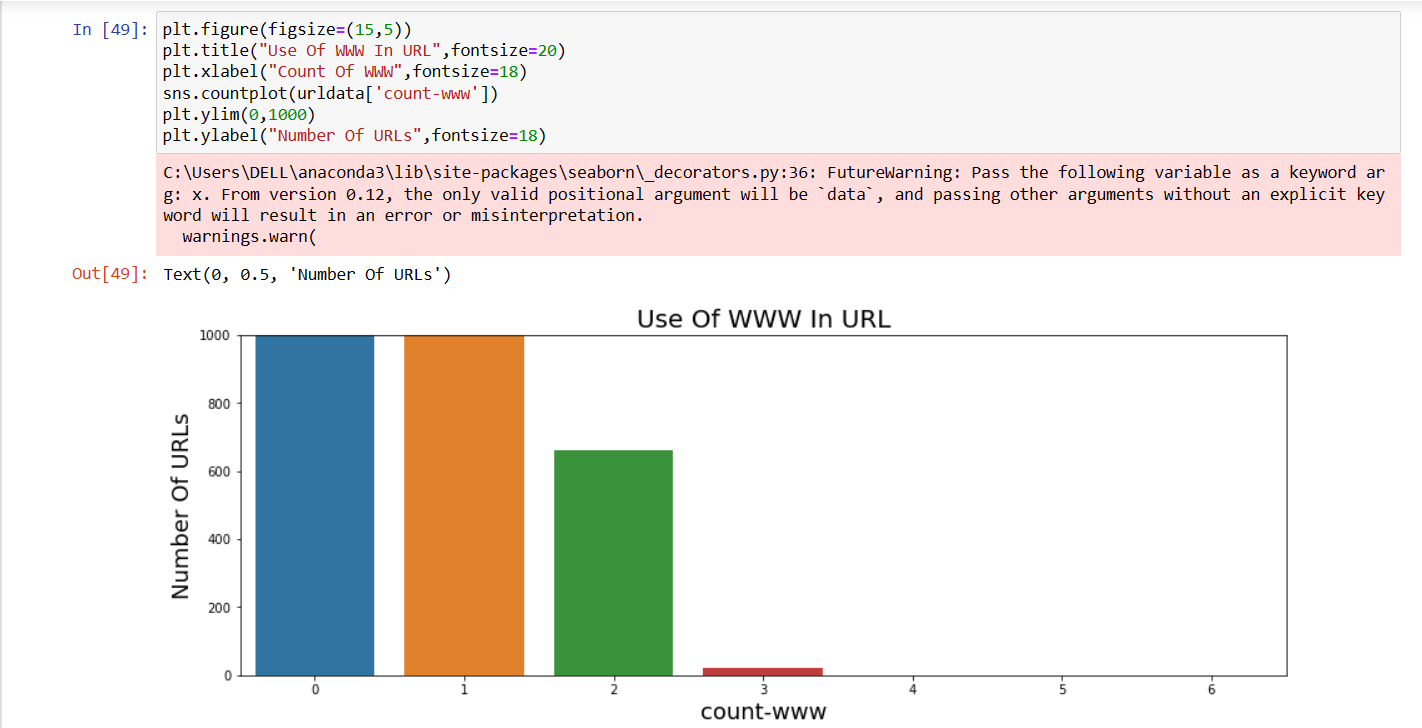 In [49]: plt.figure(figsize=(15,5))
plt.title("Use Of WWW In URL",fontsize=20)
plt.xlabel("Count Of WWW",fontsize=18)
sns.countplot(urldata['count-www'])
plt.ylim(0,1000)
plt.ylabel("Number Of URLs",fontsize=18)
C:\Users\DELL\anaconda3\lib\site-packages\seaborn\_decorators.py:36: FutureWarning: Pass the following variable as a keyword ar
g: x. From version 0.12, the only valid positional argument will be `data`, and passing other arguments without an explicit key
word will result in an error or misinterpretation.
warnings.warn(
Out[49]: Text(0, 0.5, 'Number Of URLs')
Use Of WWW In URL
Number Of URLs
1000
800
600
400
200
0
0 1 2 3 4 5 6
count-www